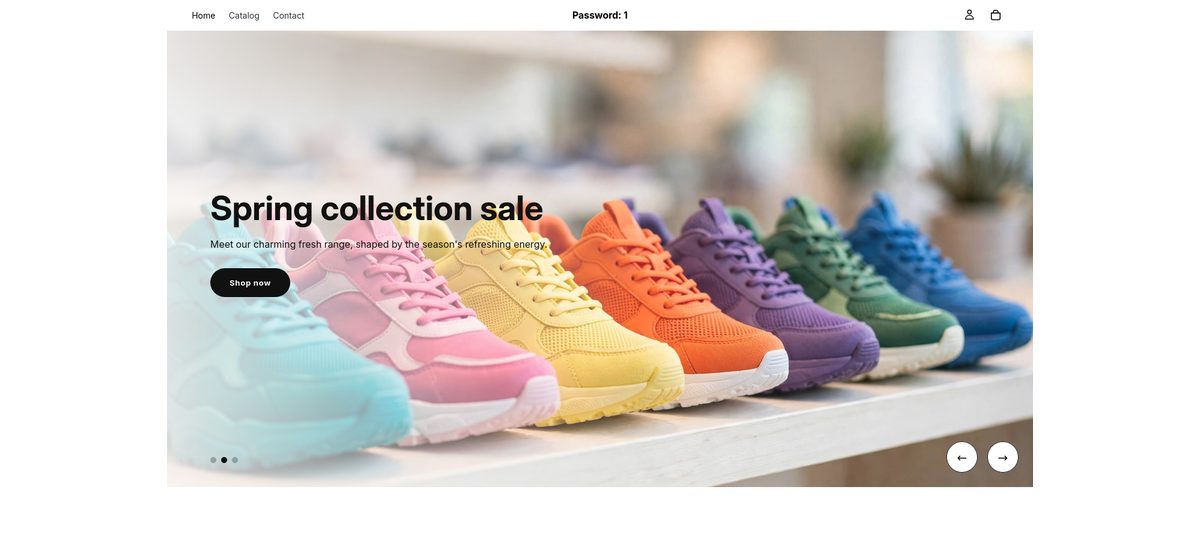 Home Catalog Contact Password: 1
Spring collection sale
Meet our charming fresh range, shaped by the season's refreshing energy.
Shop now